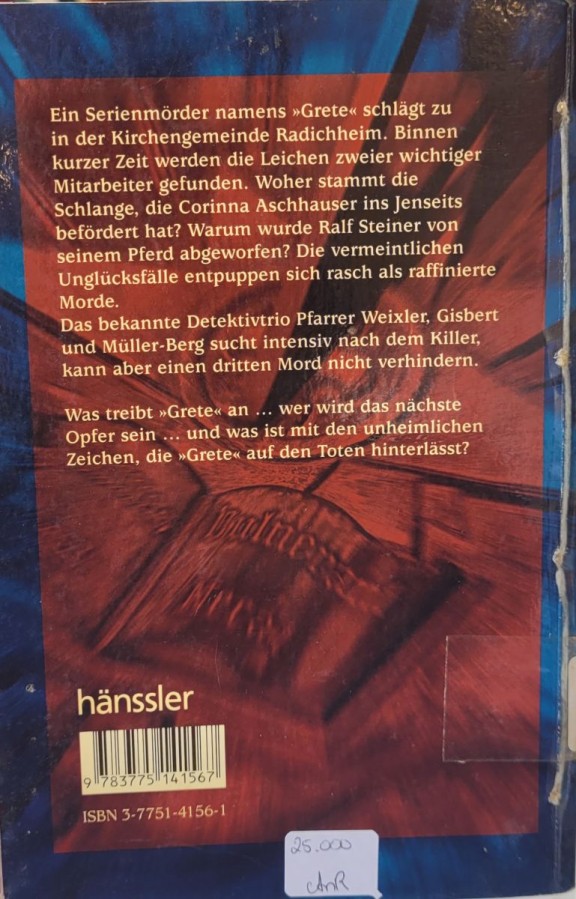 Ein Serienmörder namens »Grete« schlägt zu
in der Kirchengemeinde Radichheim. Binnen
kurzer Zeit werden die Leichen zweier wichtiger
Mitarbeiter gefunden. Woher stammt die
Schlange, die Corinna Aschhauser ins Jenseits
befördert hat? Warum wurde Ralf Steiner von
seinem Pferd abgeworfen? Die vermeintlichen
Unglücksfälle entpuppen sich rasch als raffinierte
Morde.
Das bekannte Detektivtrio Pfarrer Weixler, Gisbert
und Müller-Berg sucht intensiv nach dem Killer,
kann aber einen dritten Mord nicht verhindern.
Was treibt »Grete« an ... wer wird das nächste
Opfer sein ... und was ist mit den unheimlichen
Zeichen, die »Grete« auf den Toten hinterlässt?
hänssler
9 783775 141567
ISBN 3-7751-4156-1
25.000